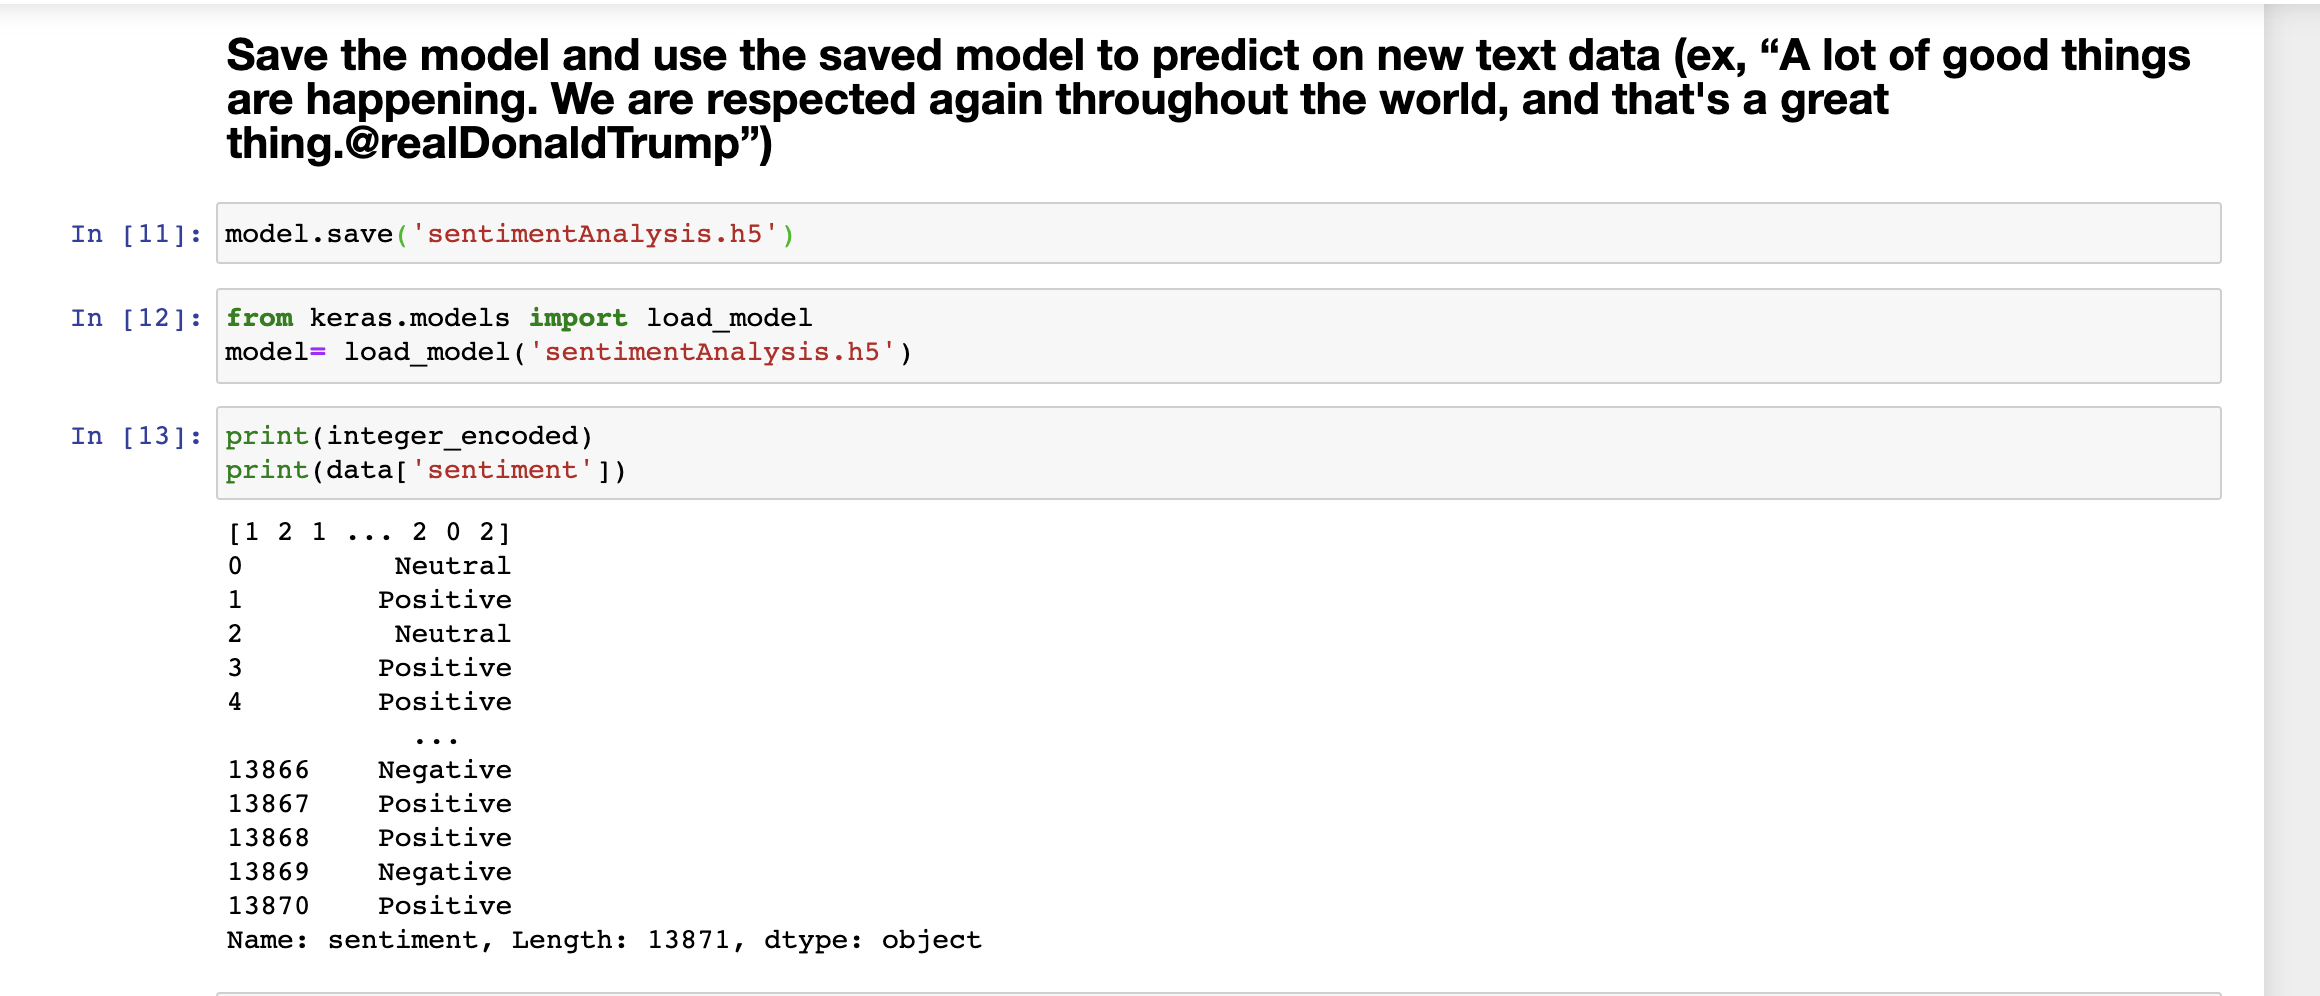 Save the model and use the saved model to predict on new text data (ex, “A lot of good things
are happening. We are respected again throughout the world, and that's a great
thing.@realDonaldTrump”)
In [11]: model.save('sentimentAnalysis.h5')
In [12]: from keras.models import load_model
model= load_model('sentimentAnalysis.h5')
In [13]: print(integer_encoded)
print(data['sentiment'])
[1 2 1 ... 2 0 2]
0 Neutral
1 Positive
2 Neutral
3 Positive
4 Positive
...
13866 Negative
13867 Positive
13868 Positive
13869 Negative
13870 Positive
Name: sentiment, Length: 13871, dtype: object